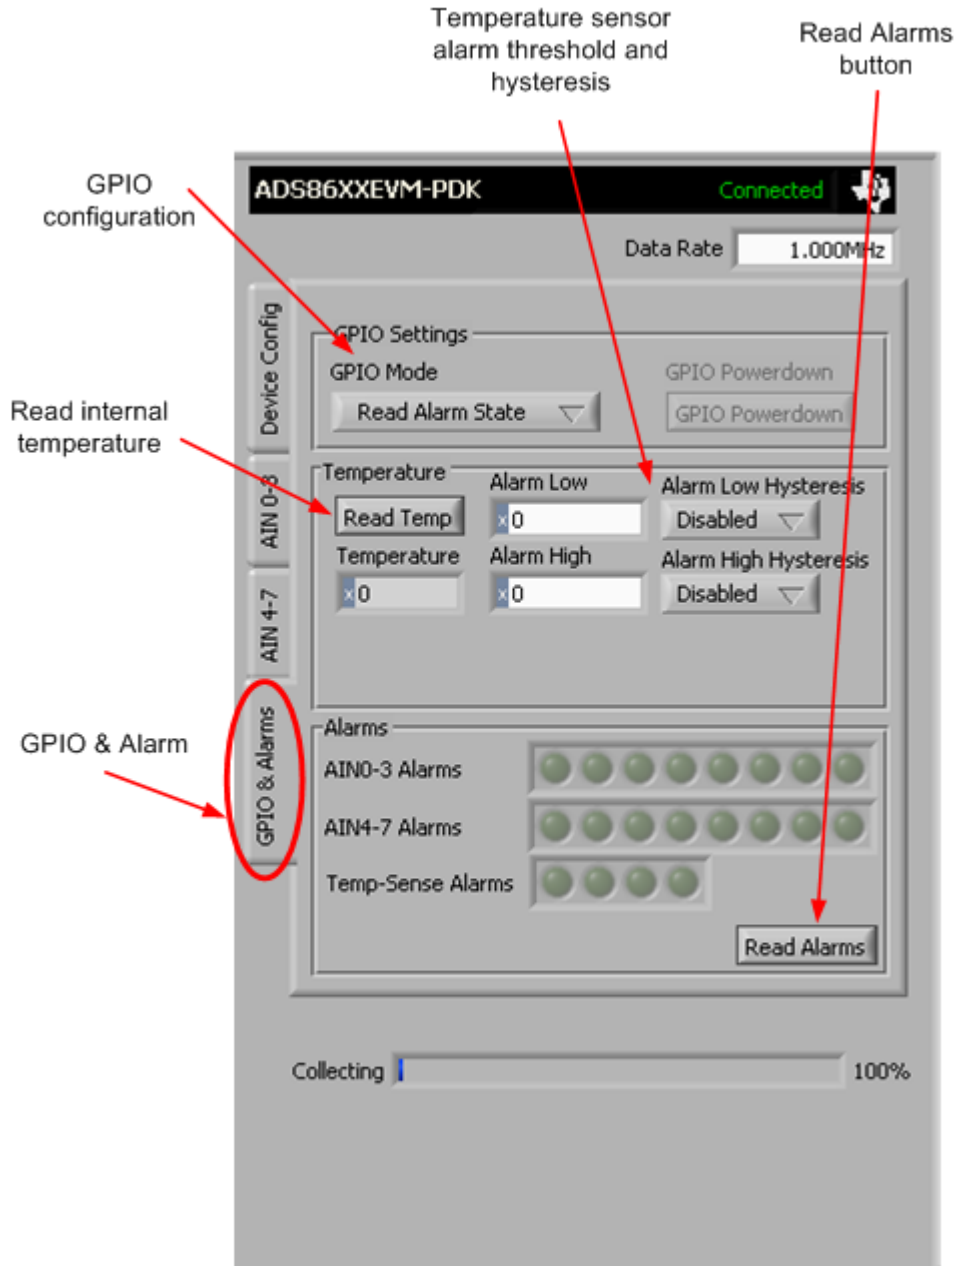 Temperature sensor
alarm threshold and
hysteresis
Read Alarms
button
GPIO
configuration
ADS86XXEVM-PDK
Connected
Data Rate
1.000MHz
Device Config
GPIO Settings
GPIO Mode
GPIO Powerdown
Read Alarm State
GPIO Powerdown
Read internal
temperature
AIN 0-3
Temperature
Alarm Low
Alarm Low Hysteresis
Read Temp
x 0
Disabled
Temperature
Alarm High
Alarm High Hysteresis
x 0
x 0
Disabled
AIN 4-7
GPIO & Alarm
GPIO & Alarms
Alarms
AIN0-3 Alarms
AIN4-7 Alarms
Temp-Sense Alarms
Read Alarms
Collecting
100%